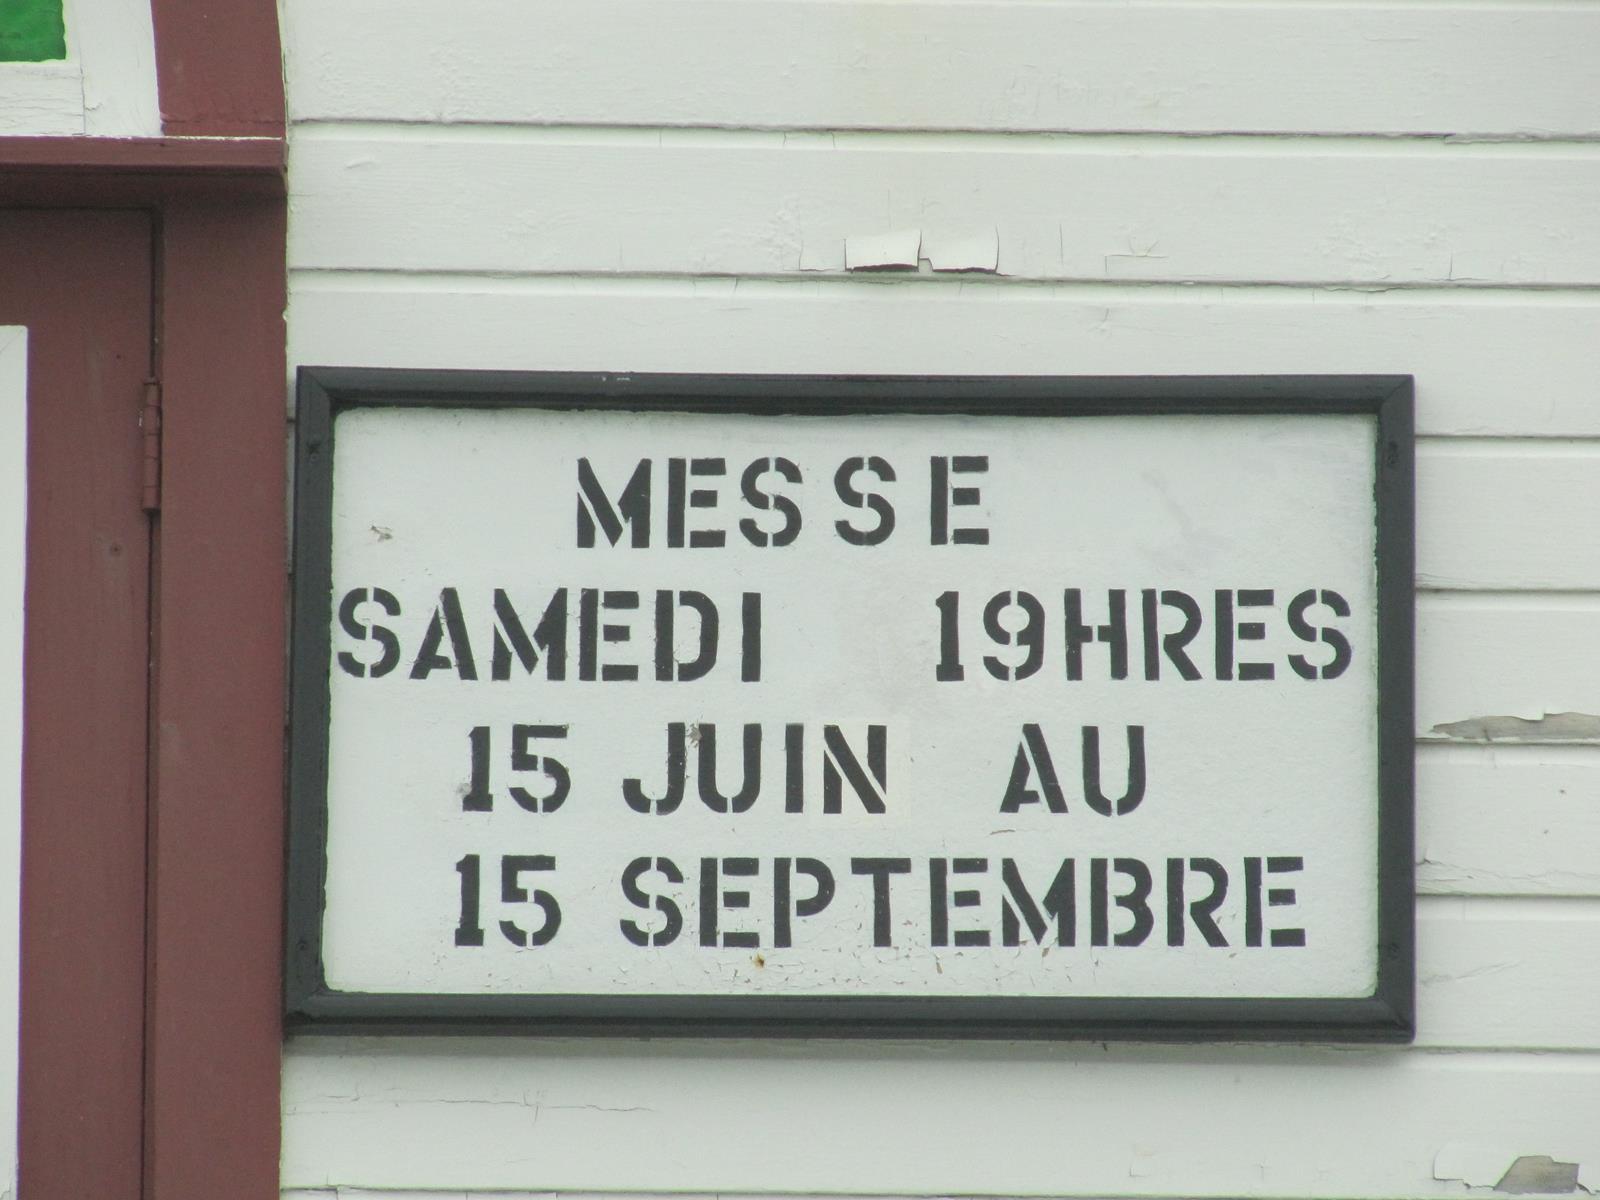 MESSE
SAMEDI 19HRES
15 JUIN AU
15 SEPTEMBRE